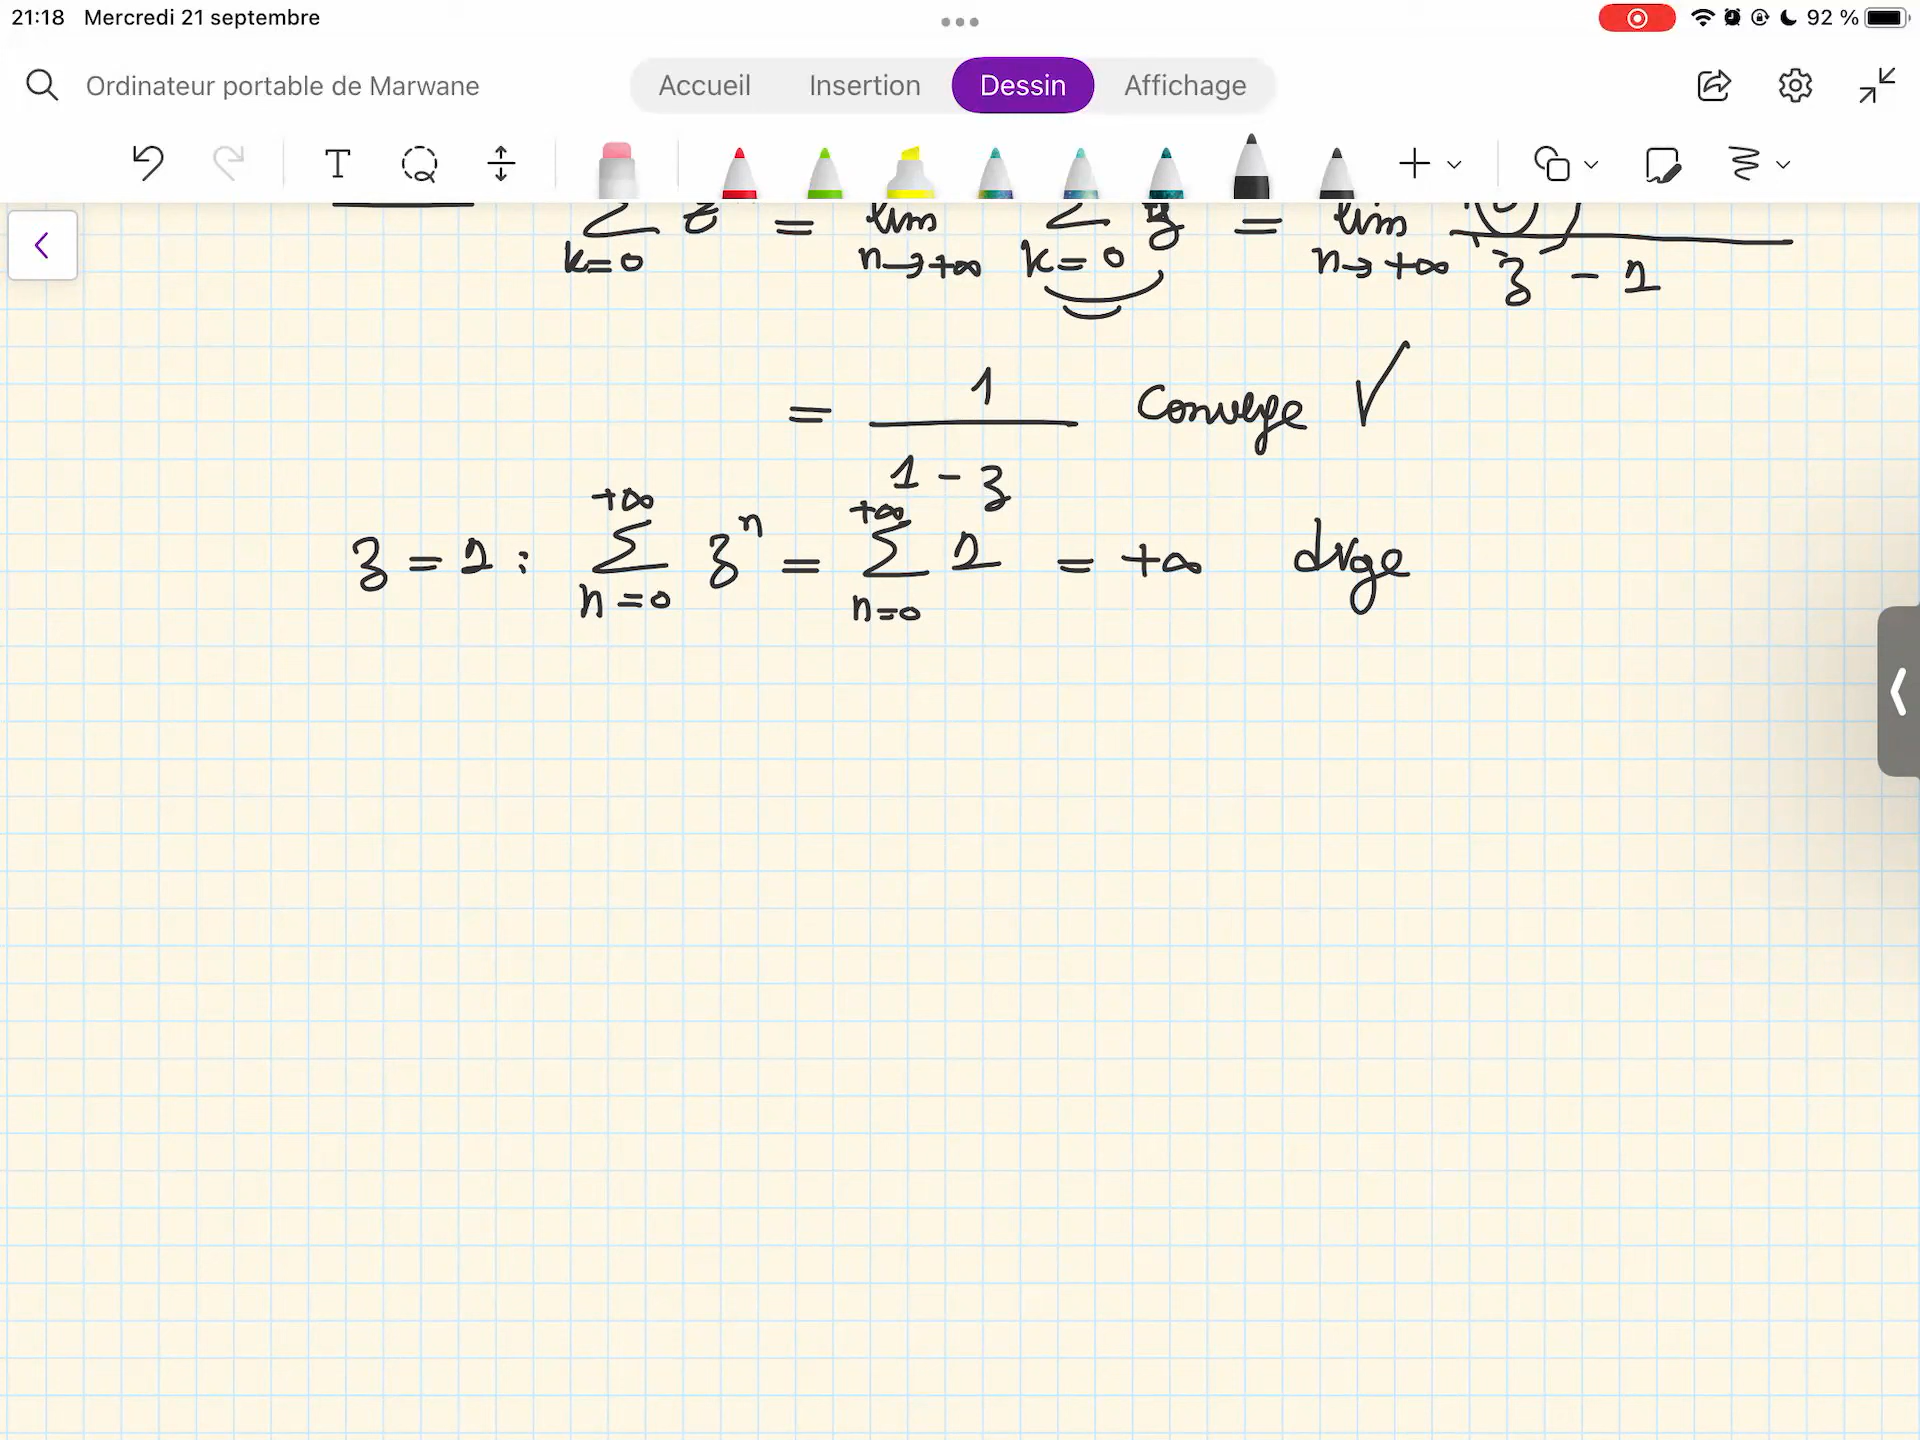 21:18 Mercredi 21 septembre 92 %
Ordinateur portable de Marwane Accueil Insertion Dessin Affichage
T
∑ z = lim ∑ z = lim
k=0 n→+∞ k=0 n→+∞ z - 1
= 1 / (1 - z) Converge ✓
z = 1 : ∑_{n=0}^{+∞} z^n = ∑_{n=0}^{+∞} 1 = +∞ dvge